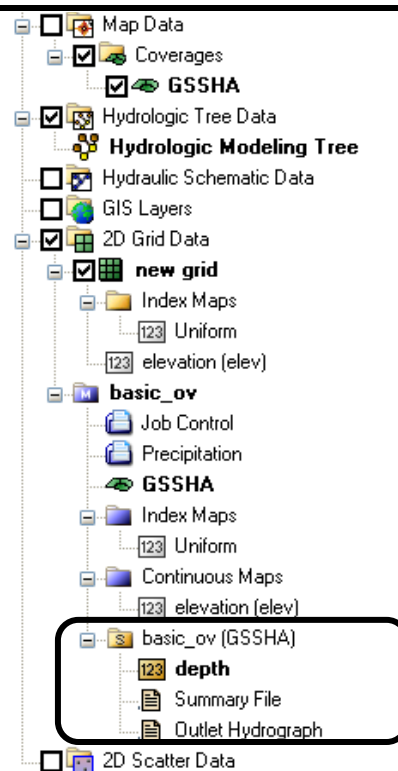 Map Data
Coverages
GSSHA
Hydrologic Tree Data
Hydrologic Modeling Tree
Hydraulic Schematic Data
GIS Layers
2D Grid Data
new grid
Index Maps
123 Uniform
123 elevation (elev)
M basic_ov
Job Control
Precipitation
GSSHA
Index Maps
123 Uniform
Continuous Maps
123 elevation (elev)
S basic_ov (GSSHA)
123 depth
Summary File
Outlet Hydrograph
2D Scatter Data